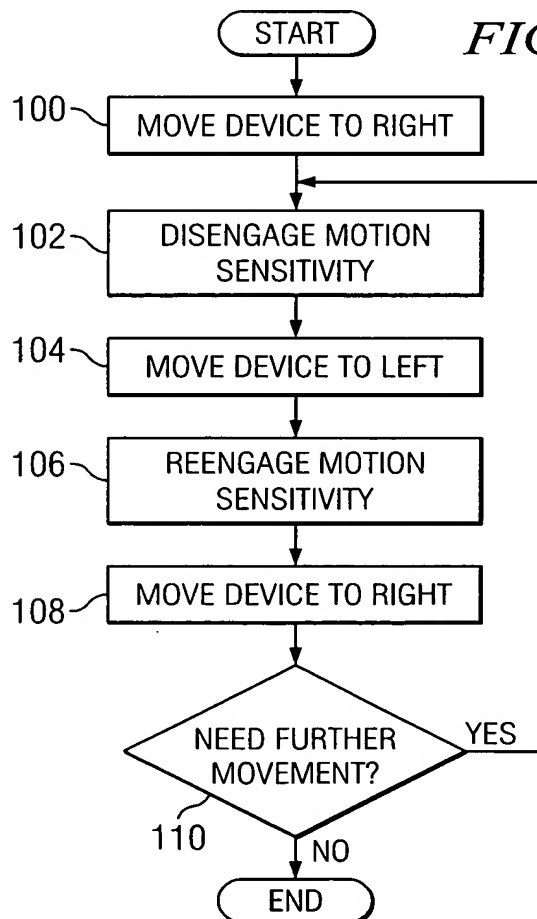 START
FIG
100
MOVE DEVICE TO RIGHT
102
DISENGAGE MOTION
SENSITIVITY
104
MOVE DEVICE TO LEFT
106
REENGAGE MOTION
SENSITIVITY
108
MOVE DEVICE TO RIGHT
NEED FURTHER
MOVEMENT?
YES
110
NO
END